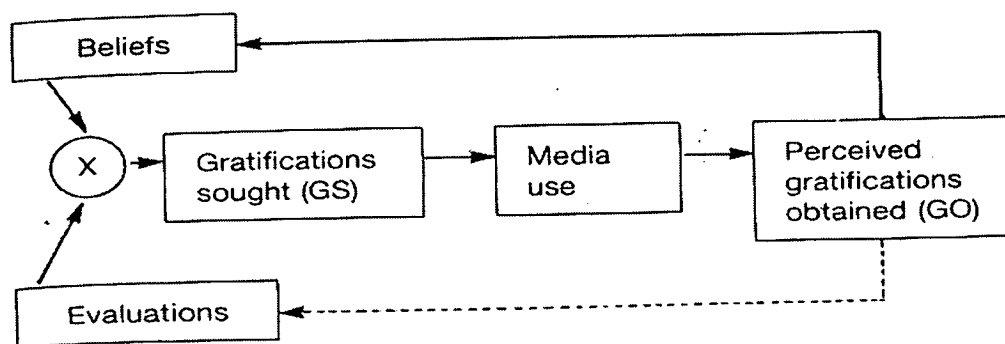 Beliefs
X
Gratifications
sought (GS)
Media
use
Perceived
gratifications
obtained (GO)
Evaluations